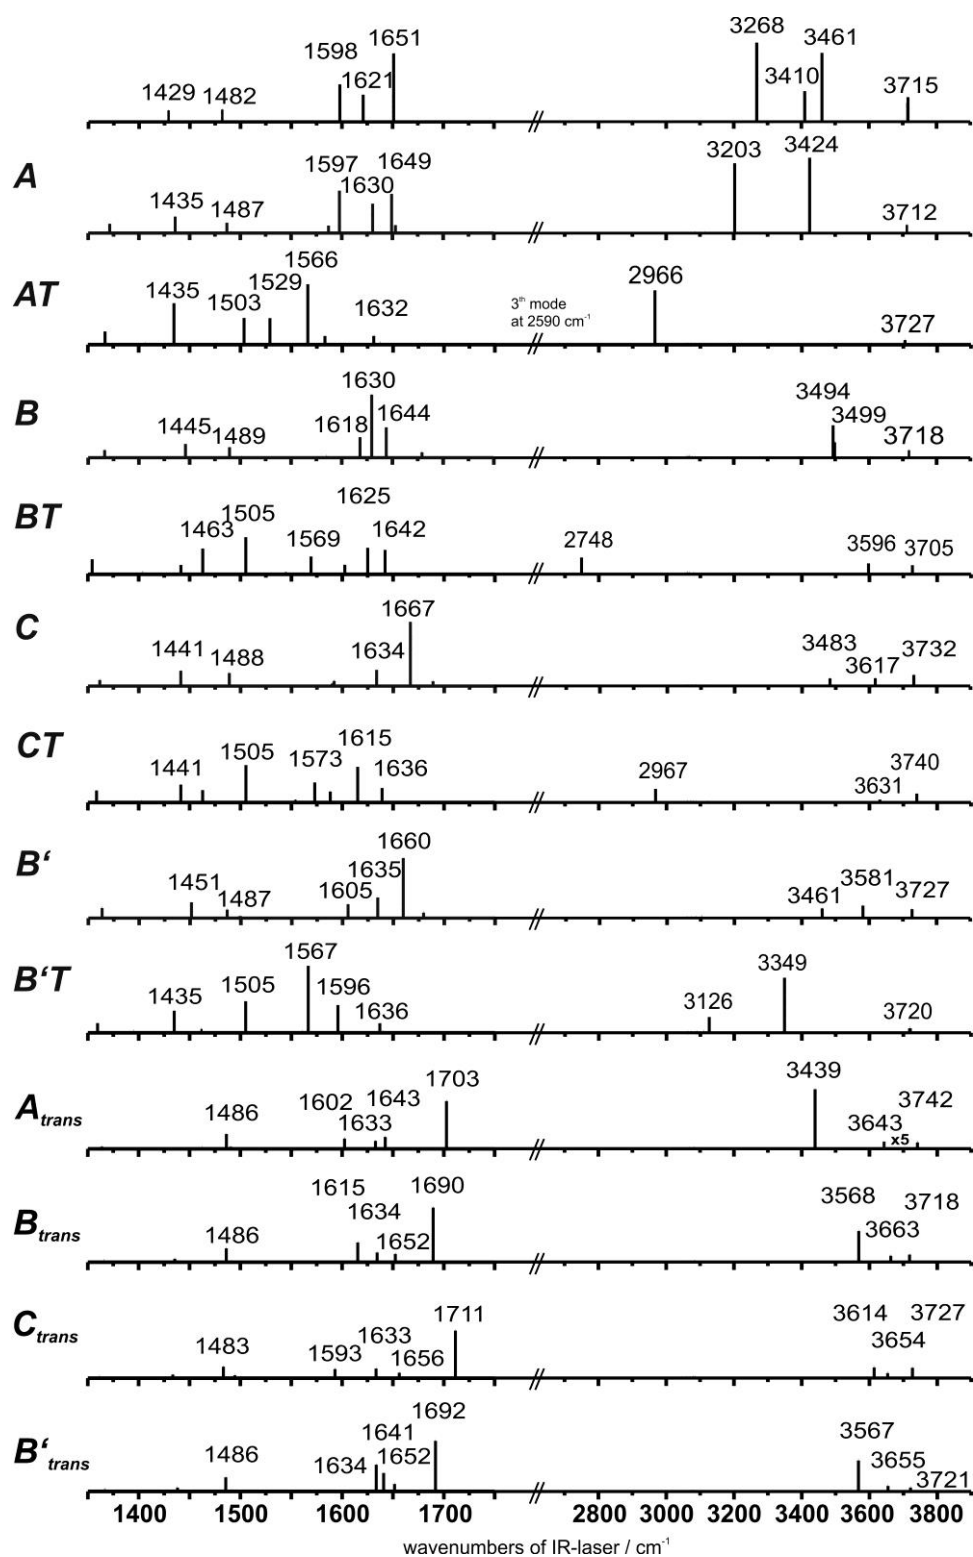 1429 1482 1598 1621 1651 3268 3410 3461 3715
A 1435 1487 1597 1630 1649 3203 3424 3712
AT 1435 1503 1529 1566 1632 3th mode at 2590 cm-1 2966 3727
B 1445 1489 1618 1630 1644 3494 3499 3718
BT 1463 1505 1569 1625 1642 2748 3596 3705
C 1441 1488 1634 1667 3483 3617 3732
CT 1441 1505 1573 1615 1636 2967 3631 3740
B‘ 1451 1487 1605 1635 1660 3461 3581 3727
B‘T 1435 1505 1567 1596 1636 3126 3349 3720
Atrans 1486 1602 1633 1643 1703 3439 3643 x5 3742
Btrans 1486 1615 1634 1652 1690 3568 3663 3718
Ctrans 1483 1593 1633 1656 1711 3614 3654 3727
B‘trans 1486 1634 1641 1652 1692 3567 3655 3721
1400 1500 1600 1700 2800 3000 3200 3400 3600 3800
wavenumbers of IR-laser / cm-1